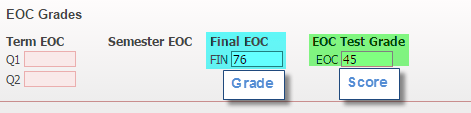 EOC Grades
Term EOC Semester EOC Final EOC EOC Test Grade
Q1 FIN 76 EOC 45
Q2 Grade Score